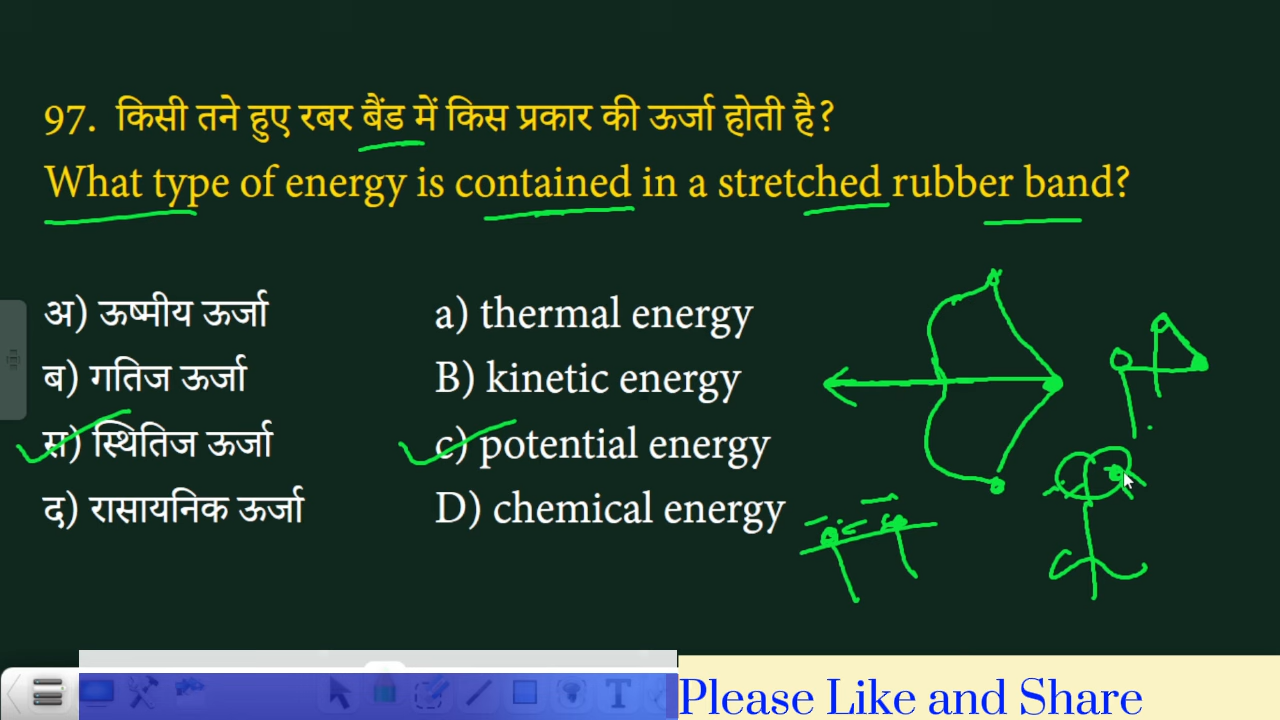 97. किसी तने हुए रबर बैंड में किस प्रकार की ऊर्जा होती है?
What type of energy is contained in a stretched rubber band?
अ) ऊष्मीय ऊर्जा a) thermal energy
ब) गतिज ऊर्जा B) kinetic energy
स) स्थितिज ऊर्जा c) potential energy
द) रासायनिक ऊर्जा D) chemical energy
Please Like and Share